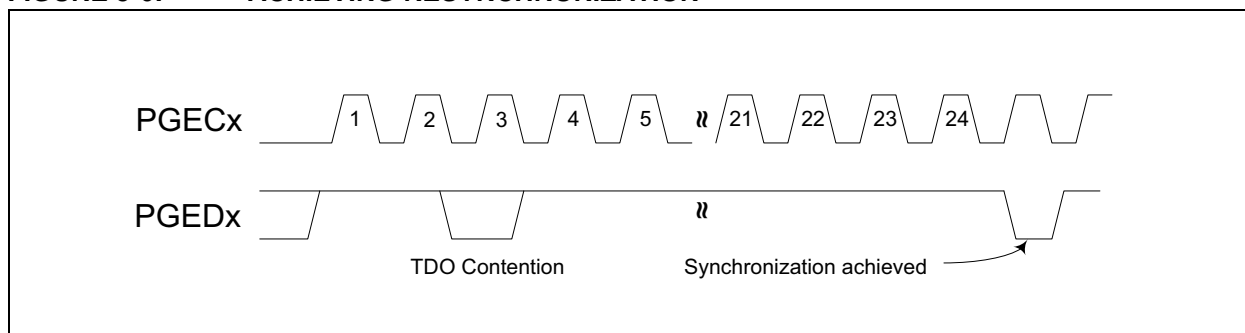 PGECx 1 2 3 4 5 21 22 23 24
PGEDx
TDO Contention Synchronization achieved